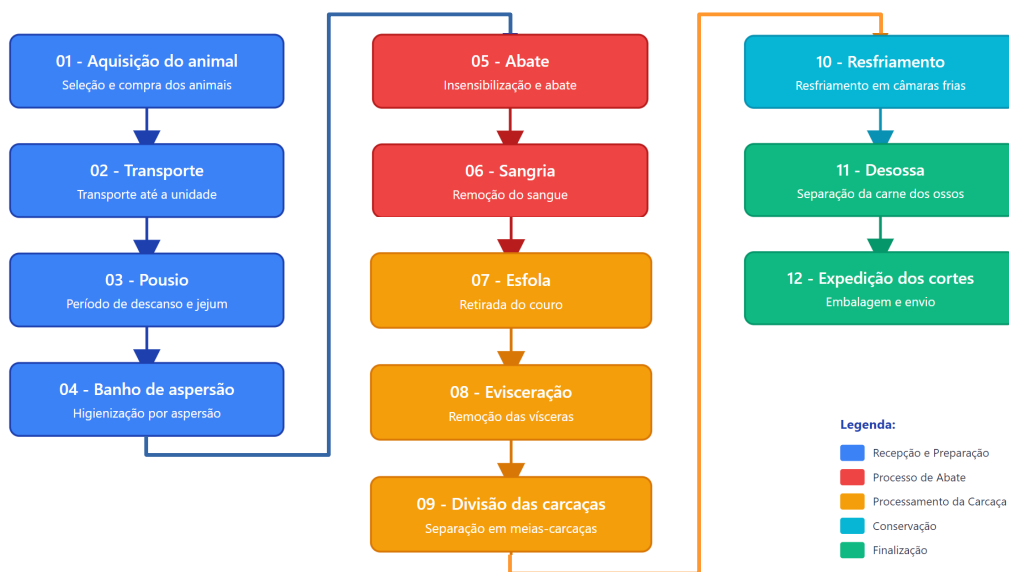 01 - Aquisição do animal
Seleção e compra dos animais
02 - Transporte
Transporte até a unidade
03 - Pousio
Período de descanso e jejum
04 - Banho de aspersão
Higienização por aspersão
05 - Abate
Insensibilização e abate
06 - Sangria
Remoção do sangue
07 - Esfola
Retirada do couro
08 - Evisceração
Remoção das vísceras
09 - Divisão das carcaças
Separação em meias-carcaças
10 - Resfriamento
Resfriamento em câmaras frias
11 - Desossa
Separação da carne dos ossos
12 - Expedição dos cortes
Embalagem e envio
Legenda:
Recepção e Preparação
Processo de Abate
Processamento da Carcaça
Conservação
Finalização